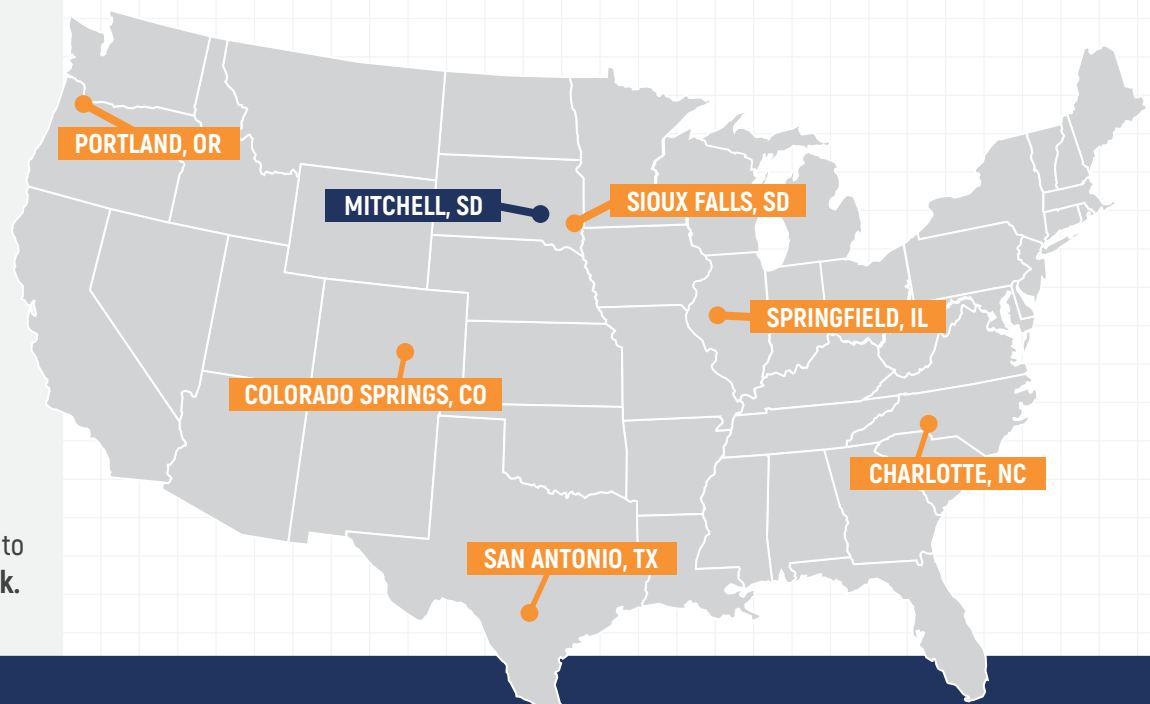 PORTLAND, OR
MITCHELL, SD
SIOUX FALLS, SD
SPRINGFIELD, IL
COLORADO SPRINGS, CO
CHARLOTTE, NC
SAN ANTONIO, TX
to
k.